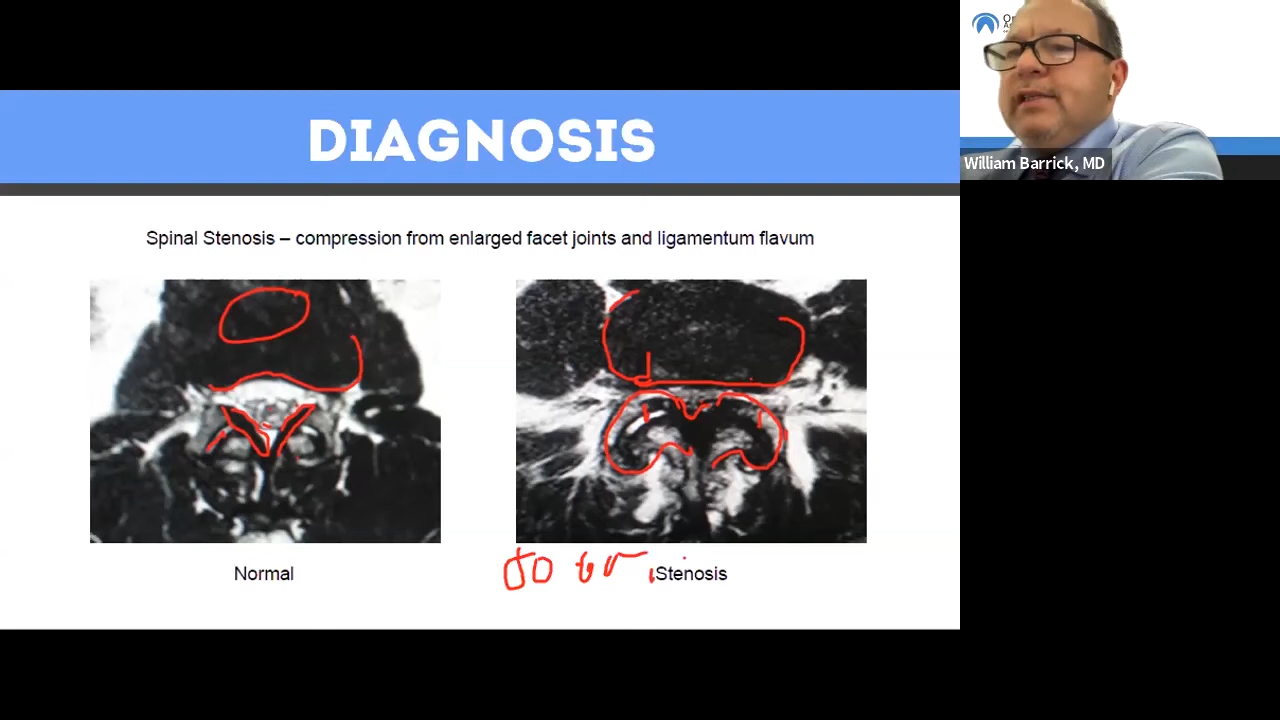 DIAGNOSIS
William Barrick, MD
Spinal Stenosis – compression from enlarged facet joints and ligamentum flavum
Normal
Stenosis